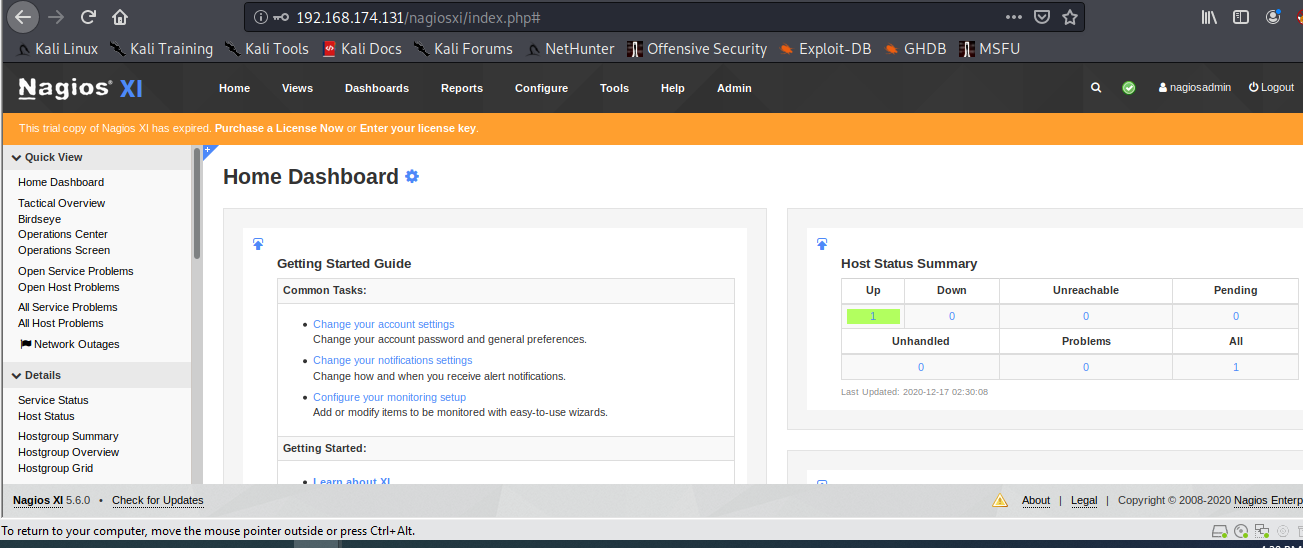 192.168.174.131/nagiosxi/index.php#
Kali Linux Kali Training Kali Tools Kali Docs Kali Forums NetHunter Offensive Security Exploit-DB GHDB MSFU
Nagios® XI Home Views Dashboards Reports Configure Tools Help Admin nagiosadmin Logout
This trial copy of Nagios XI has expired. Purchase a License Now or Enter your license key.
Quick View
Home Dashboard
Tactical Overview
Birdseye
Operations Center
Operations Screen
Open Service Problems
Open Host Problems
All Service Problems
All Host Problems
Network Outages
Details
Service Status
Host Status
Hostgroup Summary
Hostgroup Overview
Hostgroup Grid
Home Dashboard
Getting Started Guide
Common Tasks:
• Change your account settings
Change your account password and general preferences.
• Change your notifications settings
Change how and when you receive alert notifications.
• Configure your monitoring setup
Add or modify items to be monitored with easy-to-use wizards.
Getting Started:
• Learn about XI
Host Status Summary
Up Down Unreachable Pending
1 0 0 0
Unhandled Problems All
0 0 1
Last Updated: 2020-12-17 02:30:08
Nagios XI 5.6.0 • Check for Updates About | Legal | Copyright © 2008-2020 Nagios Enterp
To return to your computer, move the mouse pointer outside or press Ctrl+Alt.